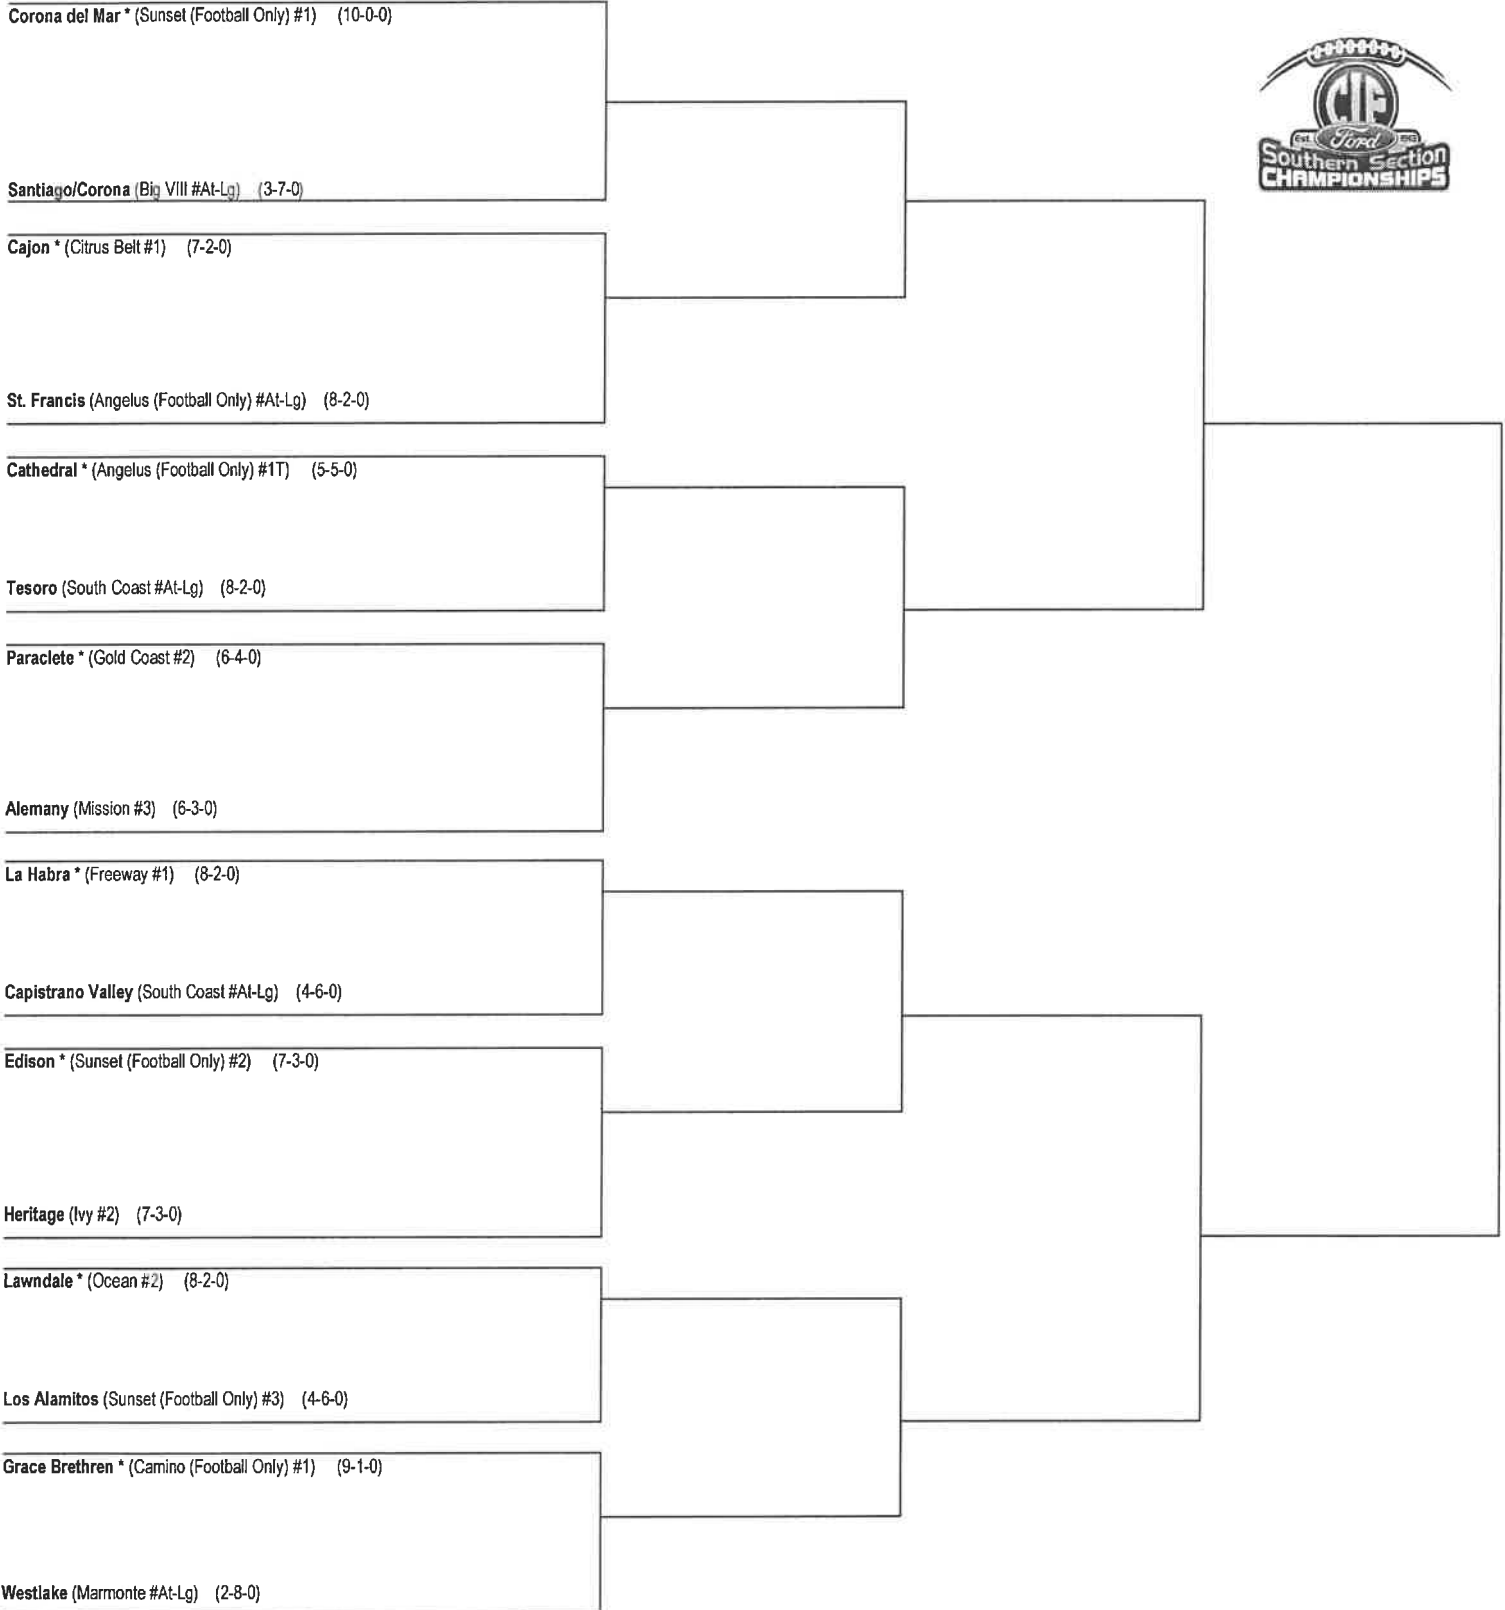 Corona del Mar * (Sunset (Football Only) #1) (10-0-0)
CIF
Est. Ford 1913
Southern Section
CHAMPIONSHIPS
Santiago/Corona (Big VIII #At-Lg) (3-7-0)
Cajon * (Citrus Belt #1) (7-2-0)
St. Francis (Angelus (Football Only) #At-Lg) (8-2-0)
Cathedral * (Angelus (Football Only) #1T) (5-5-0)
Tesoro (South Coast #At-Lg) (8-2-0)
Paraclete * (Gold Coast #2) (6-4-0)
Alemany (Mission #3) (6-3-0)
La Habra * (Freeway #1) (8-2-0)
Capistrano Valley (South Coast #At-Lg) (4-6-0)
Edison * (Sunset (Football Only) #2) (7-3-0)
Heritage (Ivy #2) (7-3-0)
Lawndale * (Ocean #2) (8-2-0)
Los Alamitos (Sunset (Football Only) #3) (4-6-0)
Grace Brethren * (Camino (Football Only) #1) (9-1-0)
Westlake (Marmonte #At-Lg) (2-8-0)